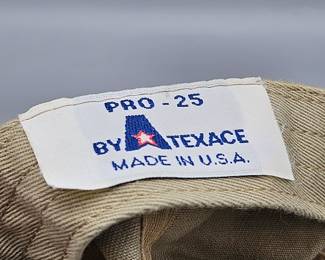 PRO - 25
BY A TEXACE
MADE IN U.S.A.